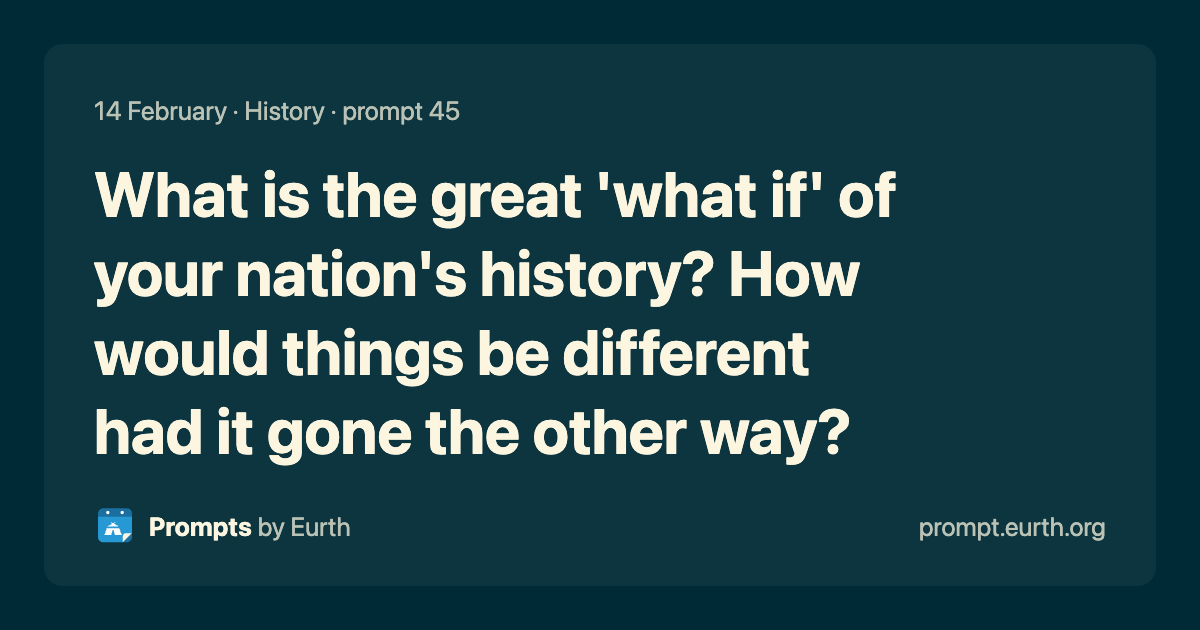 14 February · History · prompt 45
What is the great 'what if' of
your nation's history? How
would things be different
had it gone the other way?
Prompts by Eurth
prompt.eurth.org